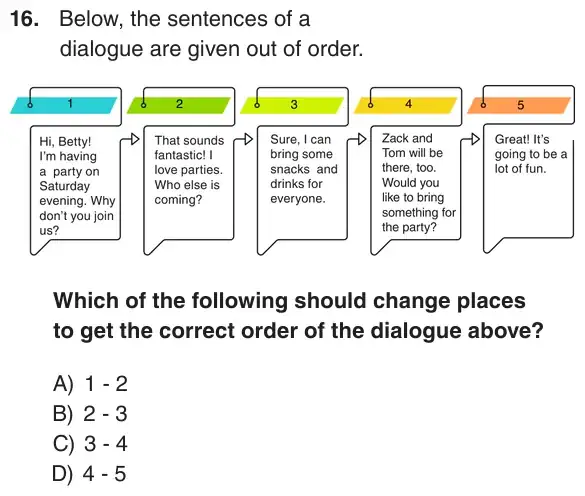 16. Below, the sentences of a
dialogue are given out of order.
1
Hi, Betty!
I'm having
a party on
Saturday
evening. Why
don't you join
us?
2
That sounds
fantastic! I
love parties.
Who else is
coming?
3
Sure, I can
bring some
snacks and
drinks for
everyone.
4
Zack and
Tom will be
there, too.
Would you
like to bring
something for
the party?
5
Great! It's
going to be a
lot of fun.
Which of the following should change places
to get the correct order of the dialogue above?
A) 1 - 2
B) 2 - 3
C) 3 - 4
D) 4 - 5